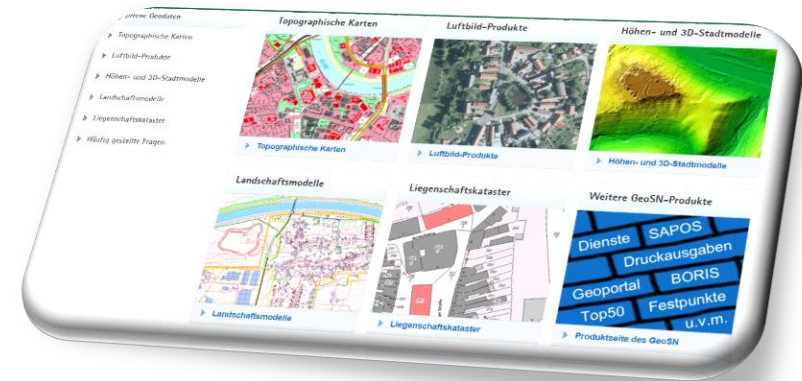 Offene Geodaten
Topographische Karten
Luftbild-Produkte
Höhen- und 3D-Stadtmodelle
Landschaftsmodelle
Liegenschaftskataster
Häufig gestellte Fragen
Topographische Karten
Topographische Karten
Luftbild-Produkte
Luftbild-Produkte
Höhen- und 3D-Stadtmodelle
Höhen- und 3D-Stadtmodelle
Landschaftsmodelle
Landschaftsmodelle
Liegenschaftskataster
Liegenschaftskataster
Weitere GeoSN-Produkte
Dienste SAPOS
Druckausgaben
Geoportal BORIS
Top50 Festpunkte
u.v.m.
Produktseite des GeoSN